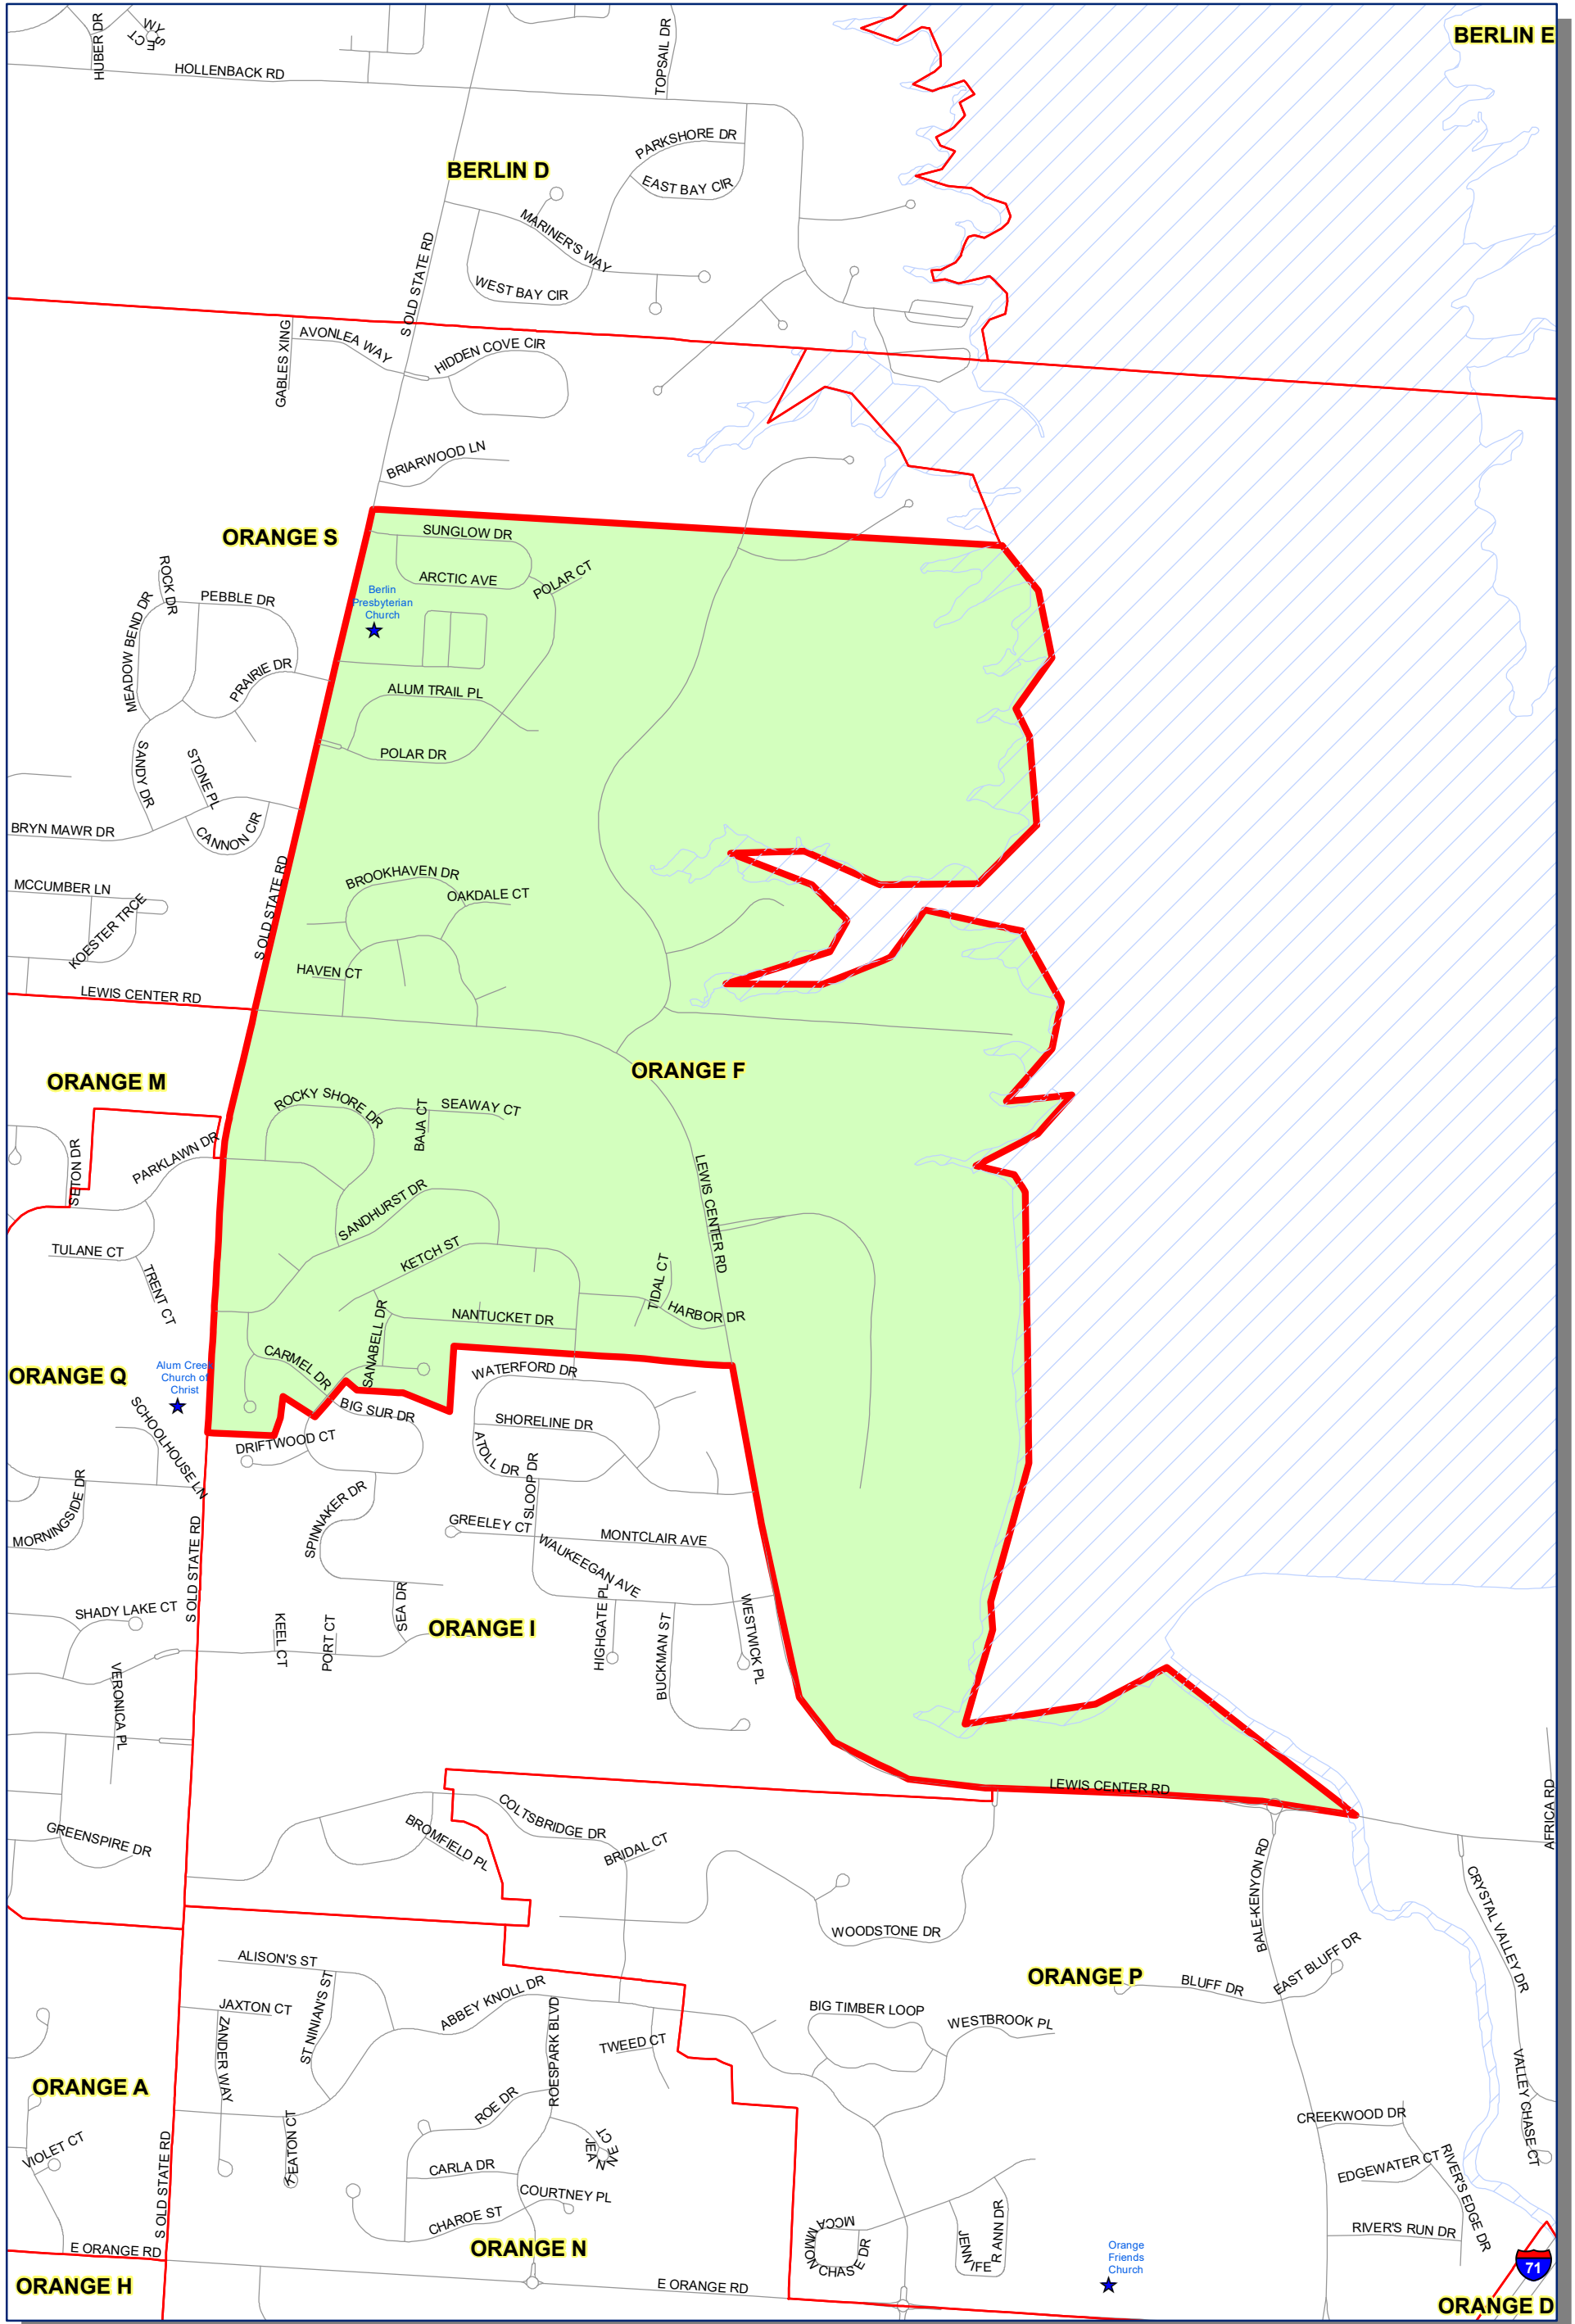 BERLIN E
HUBER DR
WM
S E CT
HOLLENBACK RD
TOPSAIL DR
PARKSHORE DR
BERLIN D
EAST BAY CIR
MARINER'S WAY
S OLD STATE RD
WEST BAY CIR
GABLES XING
AVONLEA WAY
HIDDEN COVE CIR
BRIARWOOD LN
ORANGE S
SUNGLOW DR
ARCTIC AVE
POLAR CT
ROCK DR
PEBBLE DR
Berlin
Presbyterian
Church
MEADOW BEND DR
PRAIRIE DR
ALUM TRAIL PL
POLAR DR
SANDY DR
STONE PL
BRYN MAWR DR
CANNON CIR
MCCUMBER LN
KOESTER TRCE
S OLD STATE RD
BROOKHAVEN DR
OAKDALE CT
HAVEN CT
LEWIS CENTER RD
ORANGE F
ORANGE M
ROCKY SHORE DR
BAJA CT
SEAWAY CT
PARKLAWN DR
SETON DR
LEWIS CENTER RD
SANDHURST DR
KETCH ST
TULANE CT
TRENT CT
TIDAL CT
HARBOR DR
SANABELL DR
NANTUCKET DR
CARMEL DR
ORANGE Q
Alum Creek
Church of
Christ
WATERFORD DR
BIG SUR DR
SHORELINE DR
SCHOOLHOUSE LN
DRIFTWOOD CT
ATOLL DR
SLOOP DR
MORNINGSIDE DR
SPINNAKER DR
GREELEY CT
MONTCLAIR AVE
WAUKEEGAN AVE
S OLD STATE RD
SHADY LAKE CT
SEA DR
KEEL CT
PORT CT
ORANGE I
HIGHGATE PL
BUCKMAN ST
WESTWICK PL
VERONICA PL
LEWIS CENTER RD
AFRICA RD
GREENSPIRE DR
COLTSBRIDGE DR
BROMFIELD PL
BRIDAL CT
BALE-KENYON RD
CRYSTAL VALLEY DR
WOODSTONE DR
ALISON'S ST
ORANGE P
BLUFF DR
EAST BLUFF DR
JAXTON CT
ST NINIAN'S ST
ABBEY KNOLL DR
BIG TIMBER LOOP
WESTBROOK PL
ZANDER WAY
ROESPARK BLVD
TWEED CT
VALLEY CHASE CT
ORANGE A
ROE DR
CREEKWOOD DR
VIOLET CT
YEATON CT
JEANNE CT
CARLA DR
EDGEWATER CT
RIVER'S EDGE DR
COURTNEY PL
CHAROE ST
S OLD STATE RD
MCCAMMON CHASE DR
JENNIFER ANN DR
RIVER'S RUN DR
E ORANGE RD
ORANGE N
Orange
Friends
Church
71
ORANGE H
E ORANGE RD
ORANGE D